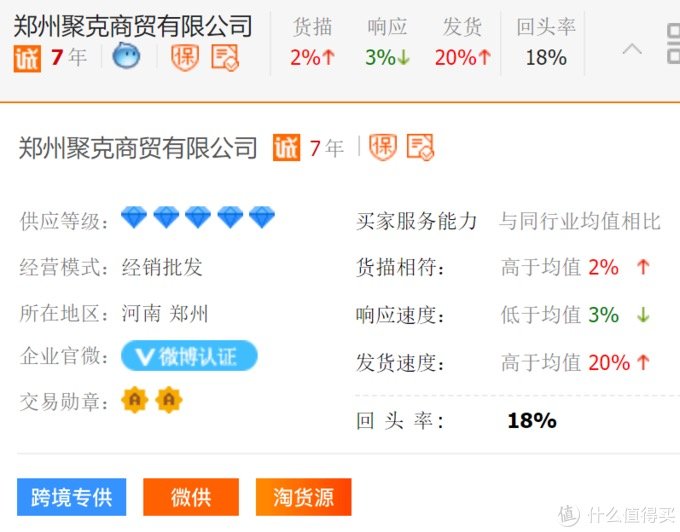 郑州聚克商贸有限公司 货描 响应 发货 回头率
诚 7年 保 2%↑ 3%↓ 20%↑ 18%
郑州聚克商贸有限公司 诚 7年 保
供应等级: 买家服务能力 与同行业均值相比
经营模式: 经销批发 货描相符: 高于均值 2% ↑
所在地区: 河南 郑州 响应速度: 低于均值 3% ↓
企业官微: V 微博认证 发货速度: 高于均值 20% ↑
交易勋章: A A 回头率: 18%
跨境专供 微供 淘货源
值 什么值得买